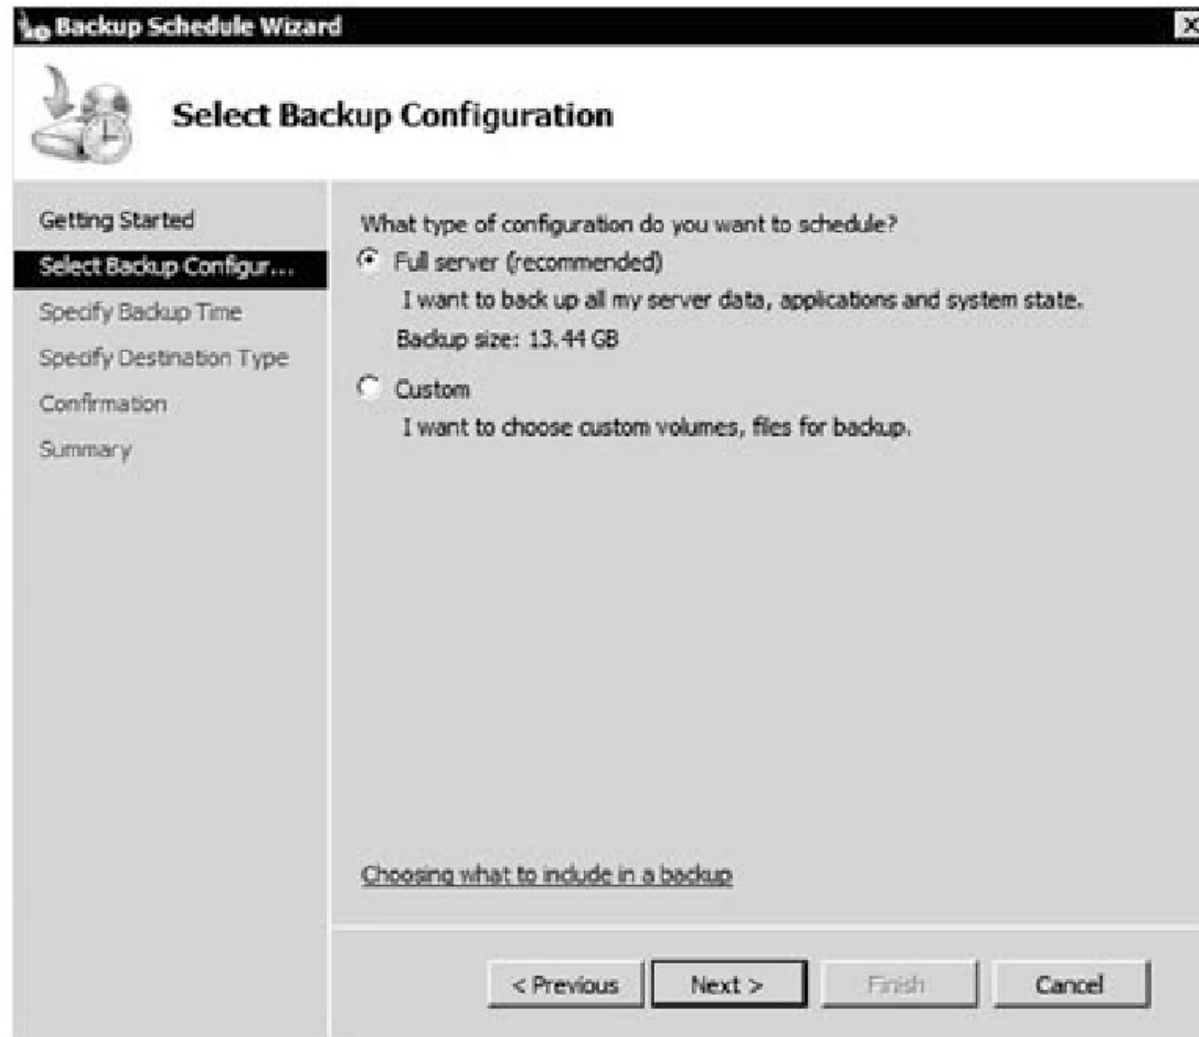 Backup Schedule Wizard
Select Backup Configuration
Getting Started
Select Backup Configur...
Specify Backup Time
Specify Destination Type
Confirmation
Summary
What type of configuration do you want to schedule?
Full server (recommended)
I want to back up all my server data, applications and system state.
Backup size: 13.44 GB
Custom
I want to choose custom volumes, files for backup.
Choosing what to include in a backup
< Previous
Next >
Finish
Cancel